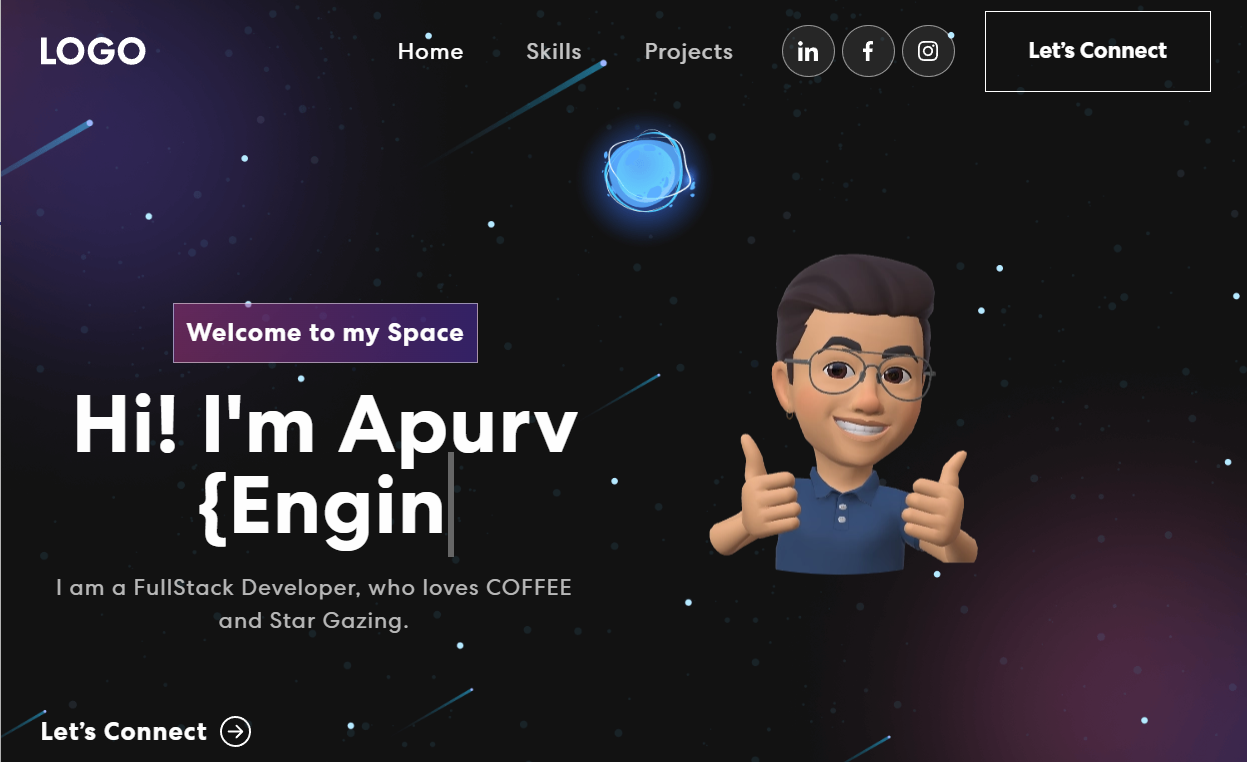 LOGO
Home Skills Projects
Let's Connect
Welcome to my Space
Hi! I'm Apurv
{Engin
I am a FullStack Developer, who loves COFFEE
and Star Gazing.
Let's Connect